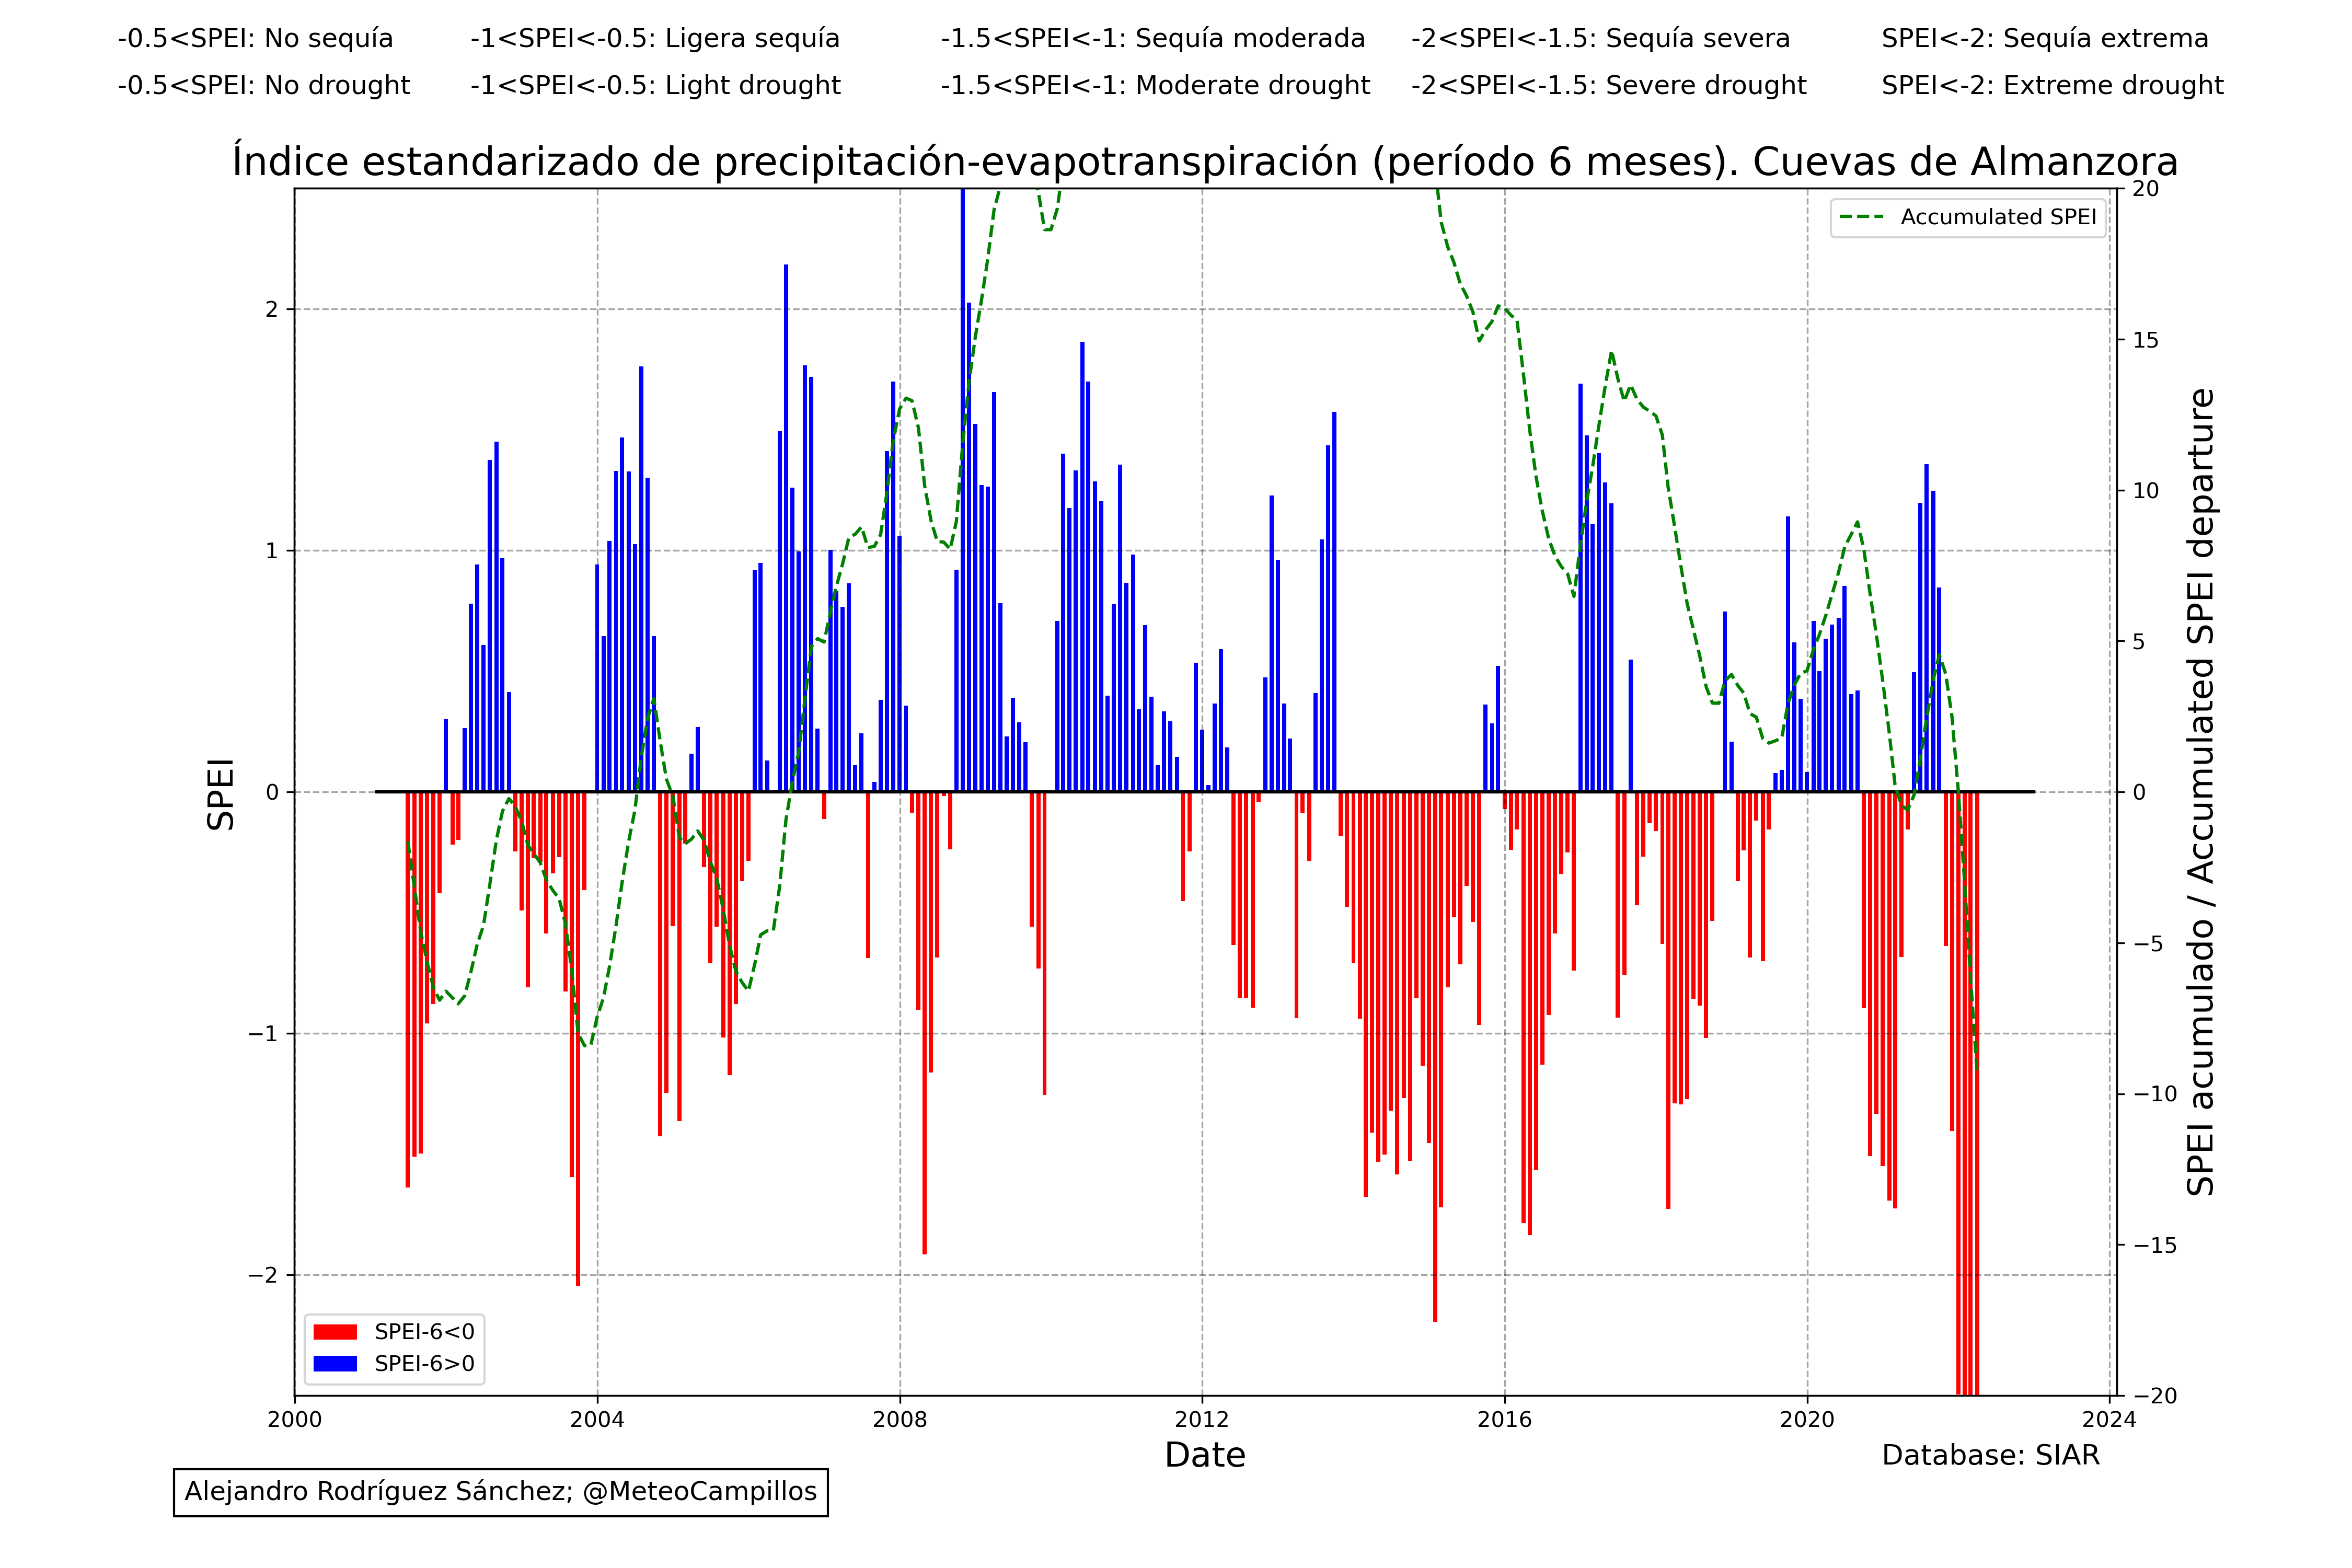 -0.5<SPEI: No sequía -1<SPEI<-0.5: Ligera sequía -1.5<SPEI<-1: Sequía moderada -2<SPEI<-1.5: Sequía severa SPEI<-2: Sequía extrema
-0.5<SPEI: No drought -1<SPEI<-0.5: Light drought -1.5<SPEI<-1: Moderate drought -2<SPEI<-1.5: Severe drought SPEI<-2: Extreme drought
Índice estandarizado de precipitación-evapotranspiración (período 6 meses). Cuevas de Almanzora
Accumulated SPEI
SPEI
2
1
0
−1
−2
20
15
10
5
0
−5
−10
−15
−20
SPEI acumulado / Accumulated SPEI departure
SPEI-6<0
SPEI-6>0
2000 2004 2008 2012 2016 2020 2024
Date
Database: SIAR
Alejandro Rodríguez Sánchez; @MeteoCampillos